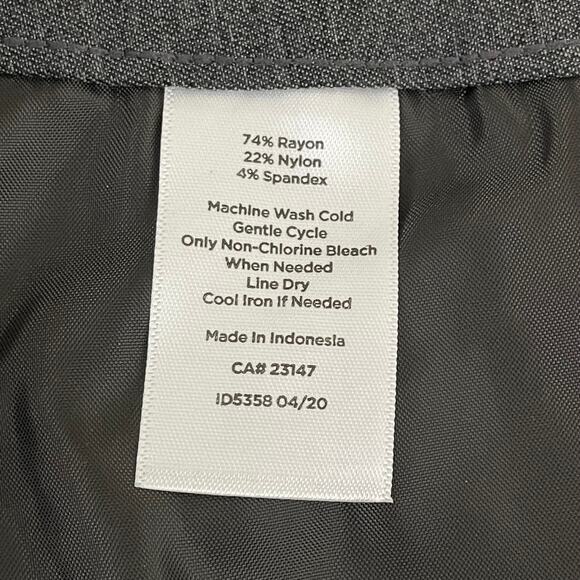 74% Rayon
22% Nylon
4% Spandex
Machine Wash Cold
Gentle Cycle
Only Non-Chlorine Bleach
When Needed
Line Dry
Cool Iron If Needed
Made In Indonesia
CA# 23147
ID5358 04/20